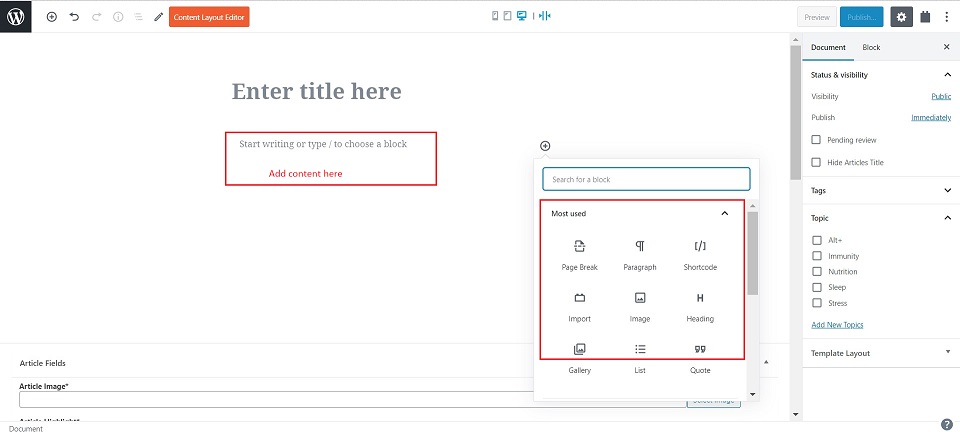 Content Layout Editor
Preview
Publish...
Enter title here
Start writing or type / to choose a block
Add content here
Search for a block
Most used
Page Break Paragraph Shortcode
Import Image Heading
Gallery List Quote
Article Fields
Article Image*
Select Image
Article Highlight*
Document Block
Status & visibility
Visibility Public
Publish Immediately
Pending review
Hide Articles Title
Tags
Topic
Alt+
Immunity
Nutrition
Sleep
Stress
Add New Topics
Template Layout
Document